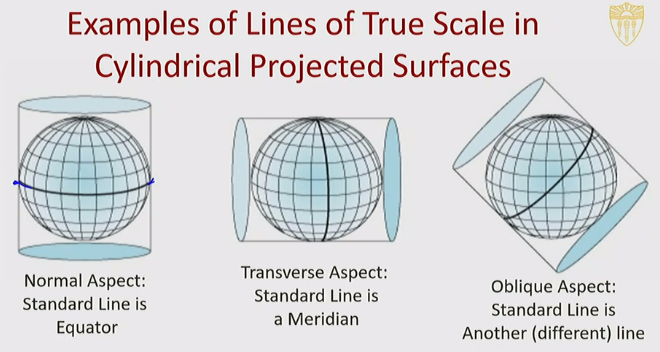 Examples of Lines of True Scale in
Cylindrical Projected Surfaces
Normal Aspect:
Standard Line is
Equator
Transverse Aspect:
Standard Line is
a Meridian
Oblique Aspect:
Standard Line is
Another (different) line